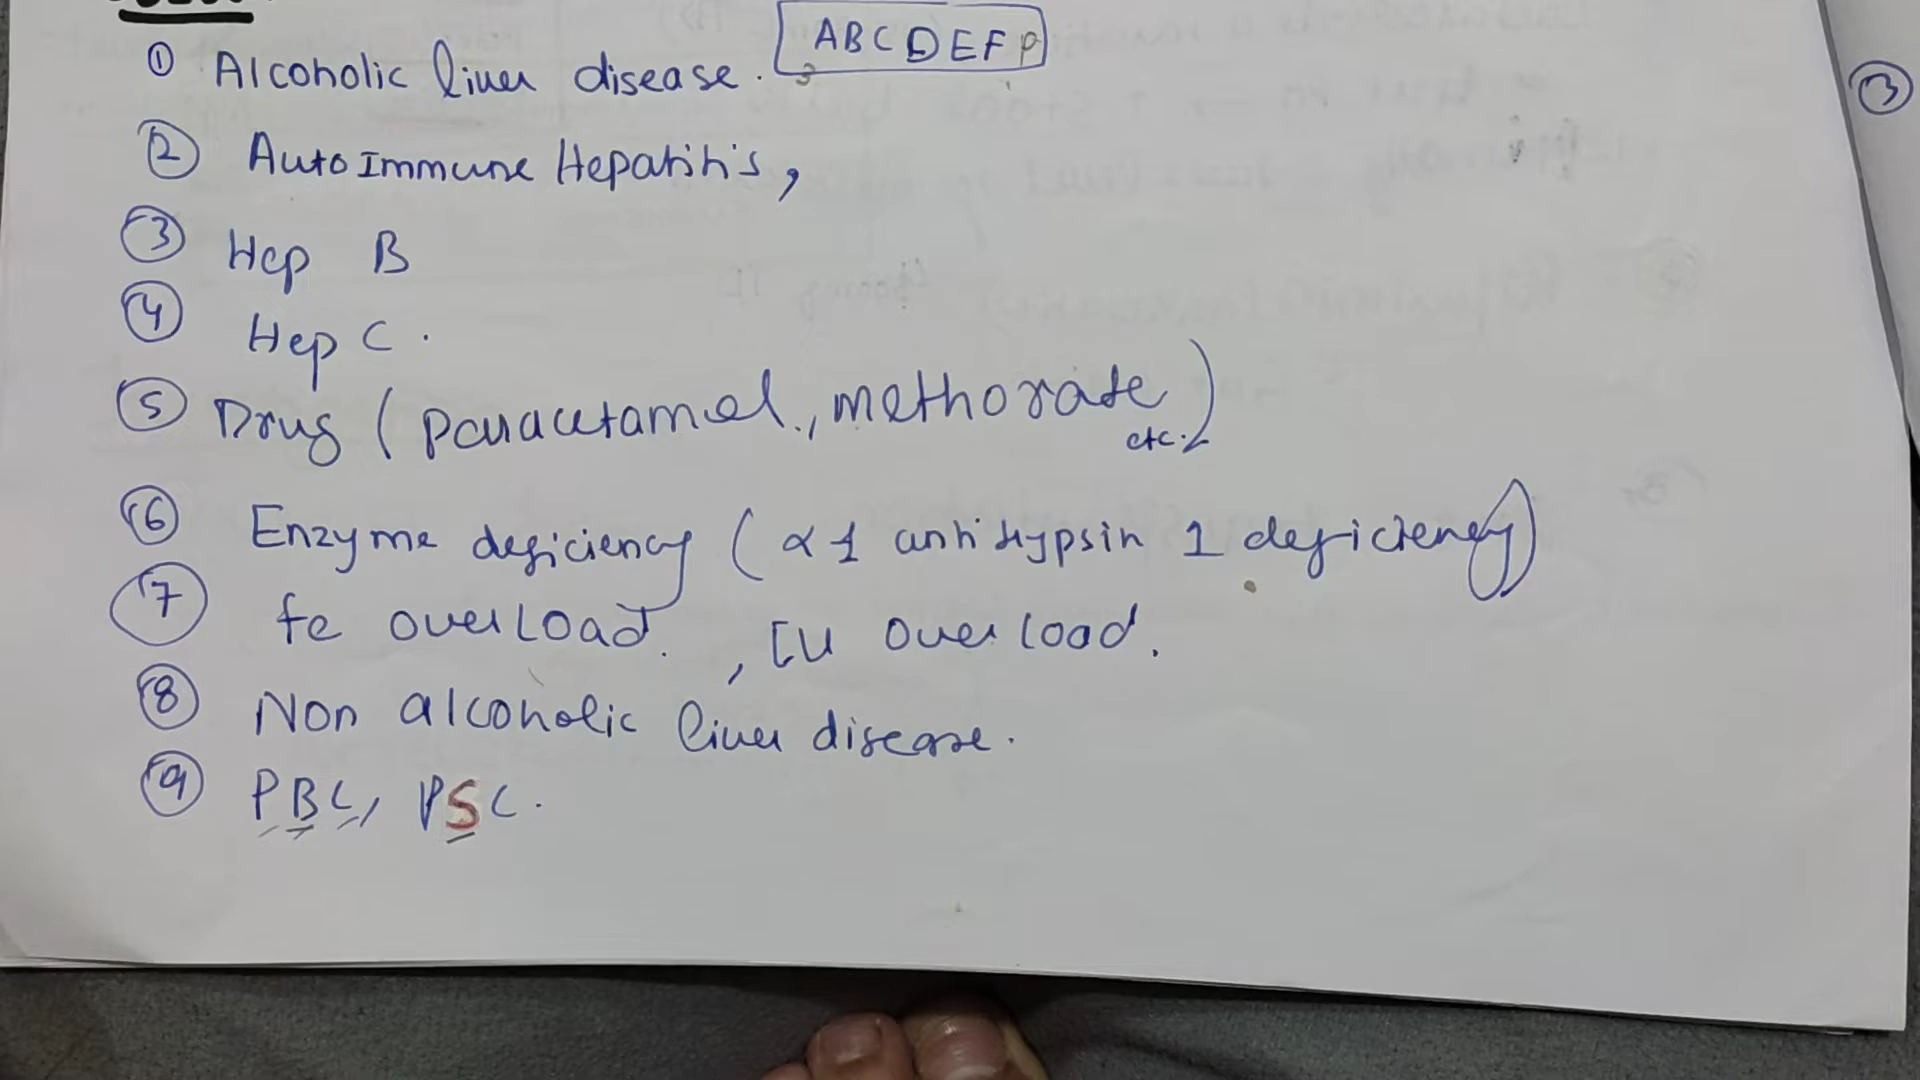 ABCDEFP
① Alcoholic liver disease.
② Auto Immune Hepatitis,
③ Hep B
④ Hep C.
⑤ Drug (paracetamol, methorate etc.)
⑥ Enzyme deficiency (α1 antitrypsin 1 deficiency)
⑦ fe overload., CU overload.
⑧ Non alcoholic liver disease.
⑨ PBC, PSC.
③